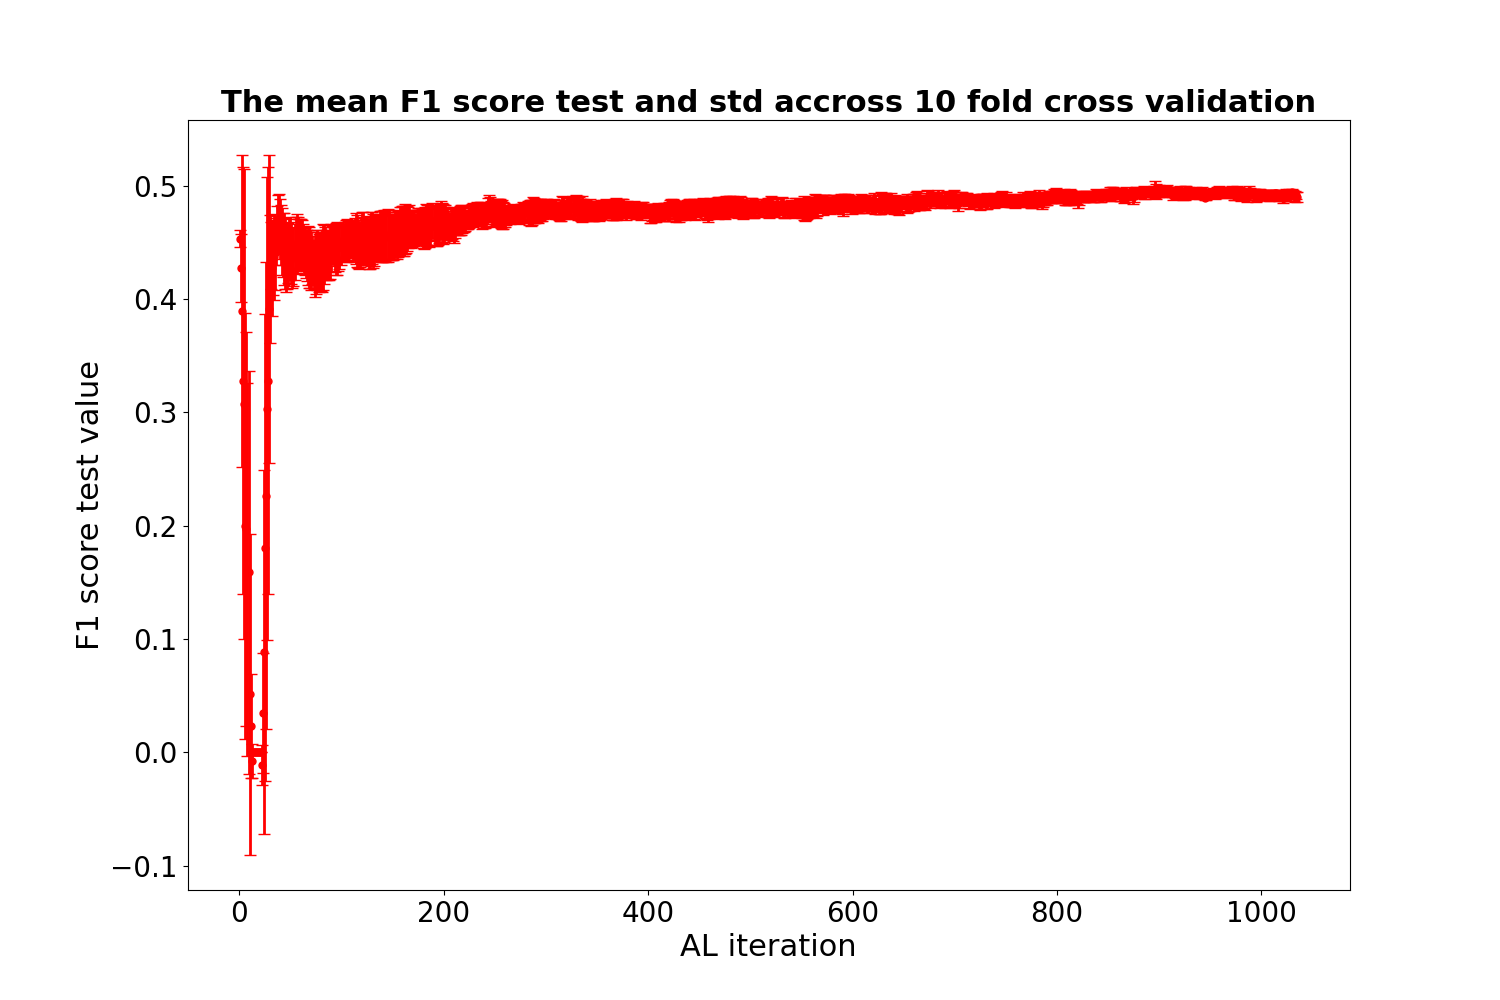 The mean F1 score test and std accross 10 fold cross validation
F1 score test value
0.5
0.4
0.3
0.2
0.1
0.0
−0.1
0 200 400 600 800 1000
AL iteration